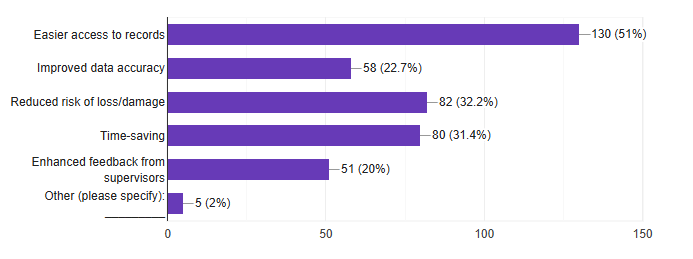 Easier access to records
130 (51%)
Improved data accuracy
58 (22.7%)
Reduced risk of loss/damage
82 (32.2%)
Time-saving
80 (31.4%)
Enhanced feedback from
supervisors
51 (20%)
Other (please specify):
__________
5 (2%)
0
50
100
150